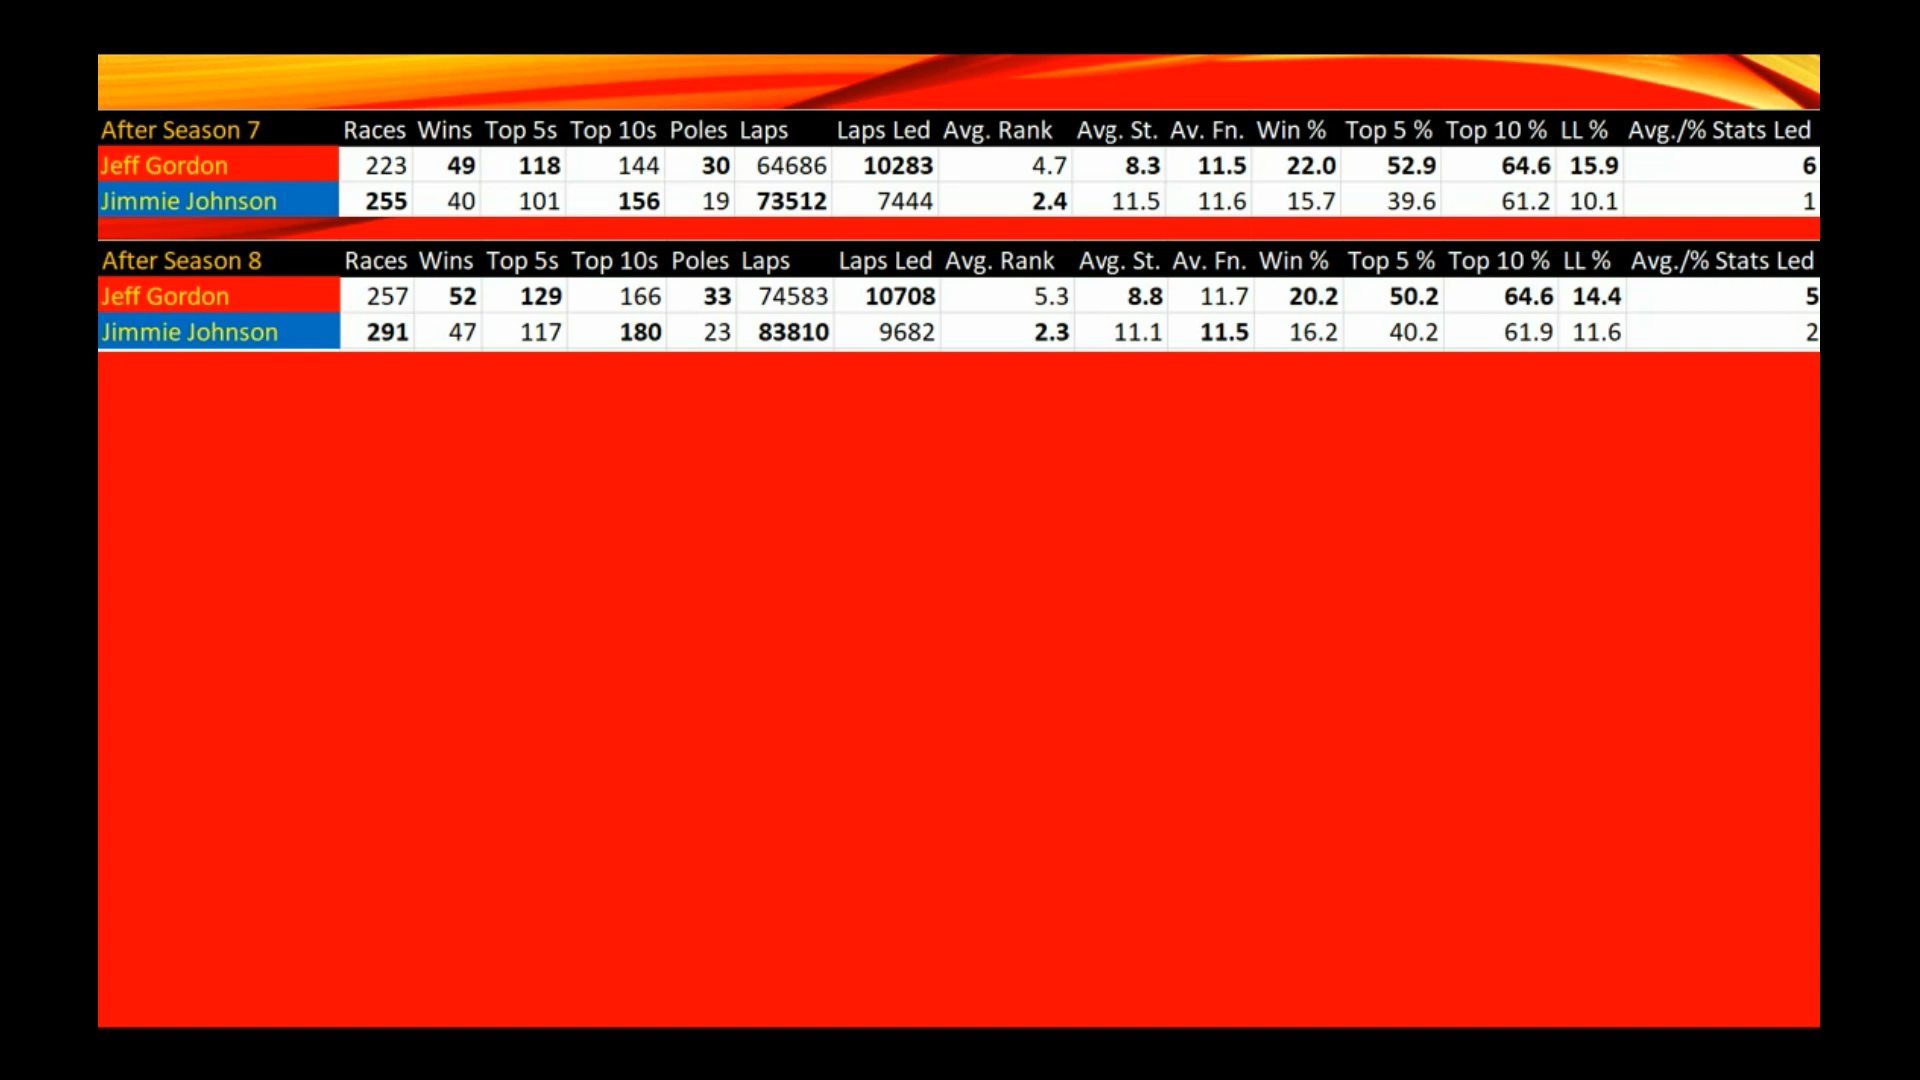 After Season 7 Races Wins Top 5s Top 10s Poles Laps Laps Led Avg. Rank Avg. St. Av. Fn. Win % Top 5 % Top 10 % LL % Avg./% Stats Led
Jeff Gordon 223 49 118 144 30 64686 10283 4.7 8.3 11.5 22.0 52.9 64.6 15.9 6
Jimmie Johnson 255 40 101 156 19 73512 7444 2.4 11.5 11.6 15.7 39.6 61.2 10.1 1
After Season 8 Races Wins Top 5s Top 10s Poles Laps Laps Led Avg. Rank Avg. St. Av. Fn. Win % Top 5 % Top 10 % LL % Avg./% Stats Led
Jeff Gordon 257 52 129 166 33 74583 10708 5.3 8.8 11.7 20.2 50.2 64.6 14.4 5
Jimmie Johnson 291 47 117 180 23 83810 9682 2.3 11.1 11.5 16.2 40.2 61.9 11.6 2